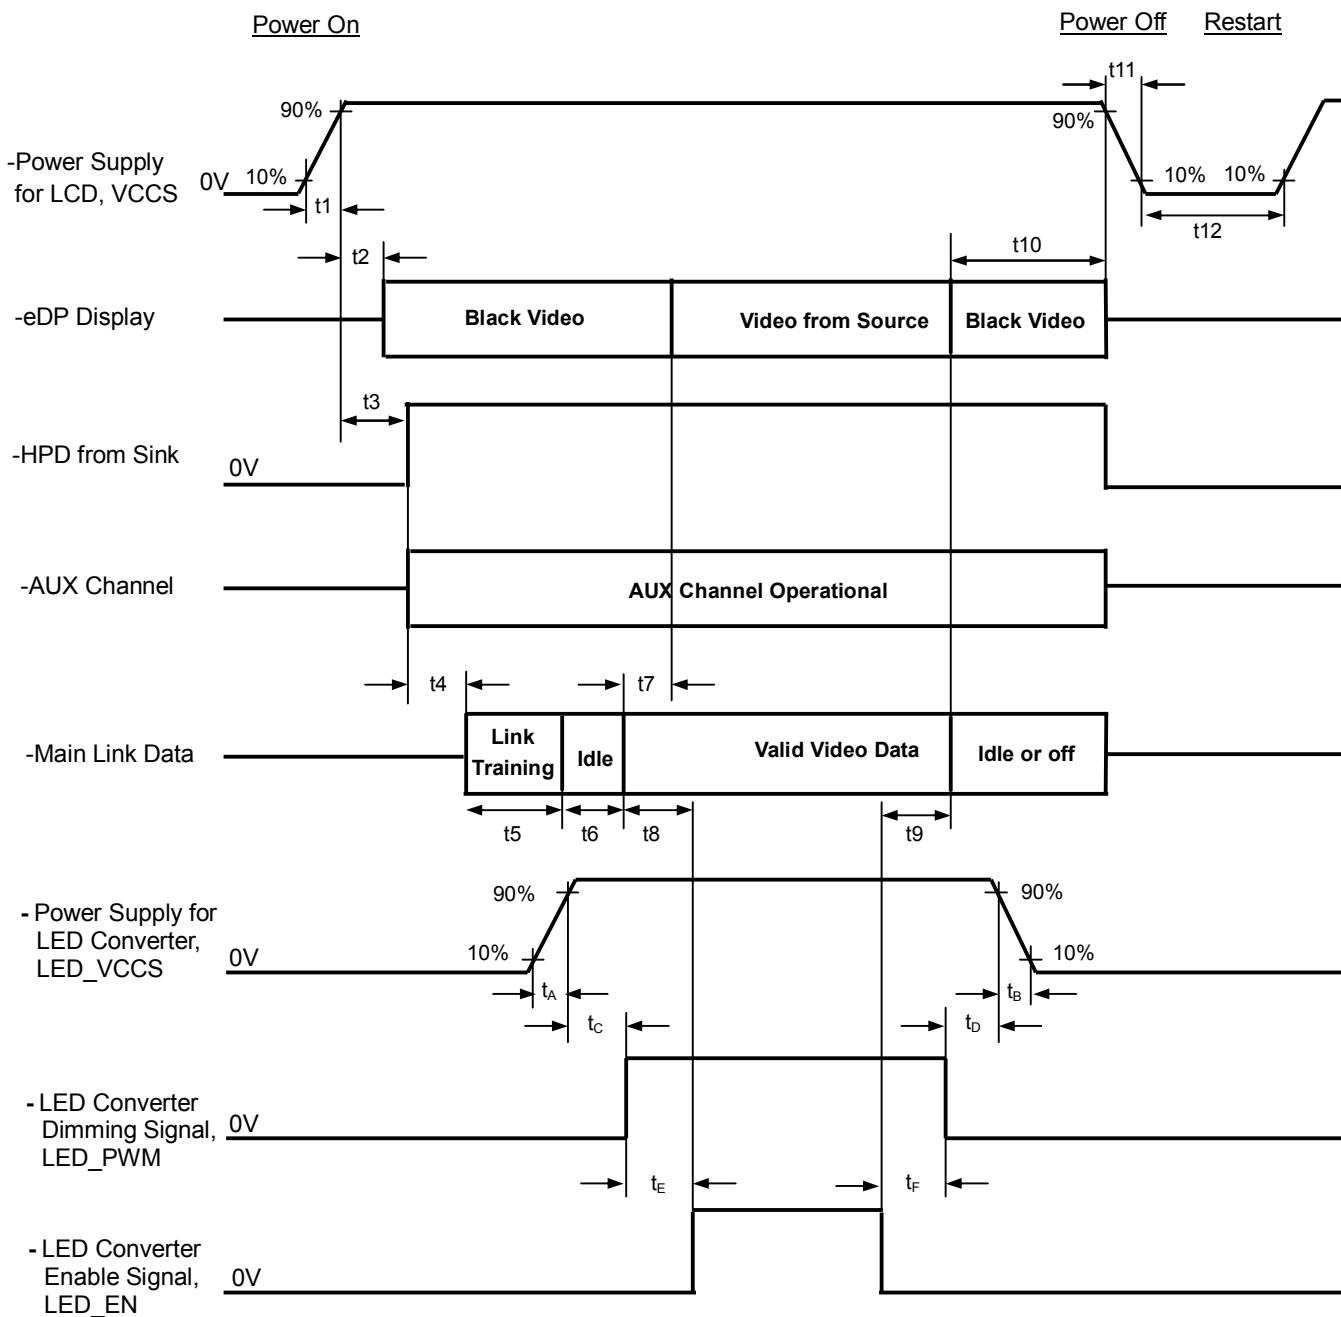 Power On
Power Off
Restart
t11
90%
90%
-Power Supply
for LCD, VCCS
0V
10%
10%
10%
t1
t12
t2
t10
-eDP Display
Black Video
Video from Source
Black Video
t3
-HPD from Sink
0V
-AUX Channel
AUX Channel Operational
t4
t7
-Main Link Data
Link
Training
Idle
Valid Video Data
Idle or off
t5
t6
t8
t9
90%
90%
- Power Supply for
LED Converter,
LED_VCCS
0V
10%
10%
tA
tB
tC
tD
- LED Converter
Dimming Signal,
LED_PWM
0V
tE
tF
- LED Converter
Enable Signal,
LED_EN
0V